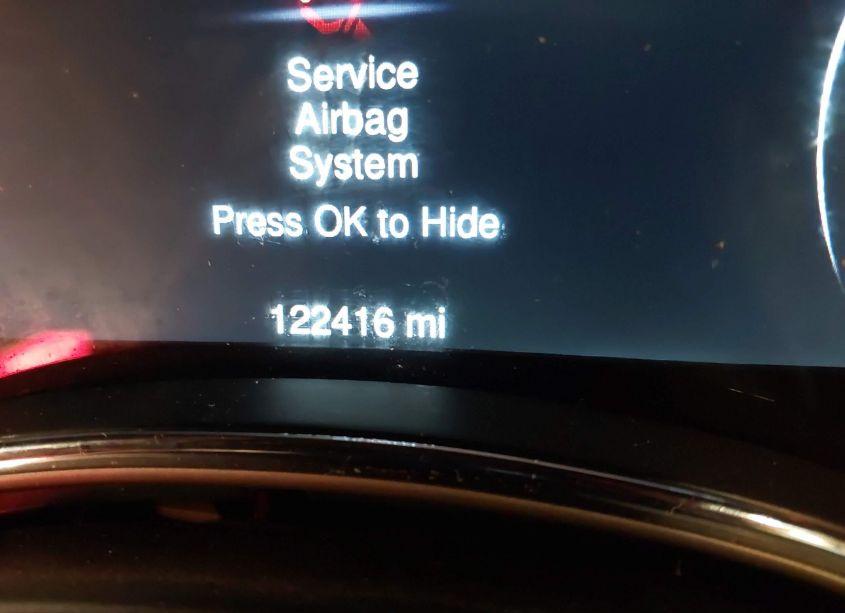 Service
Airbag
System
Press OK to Hide
122416 mi